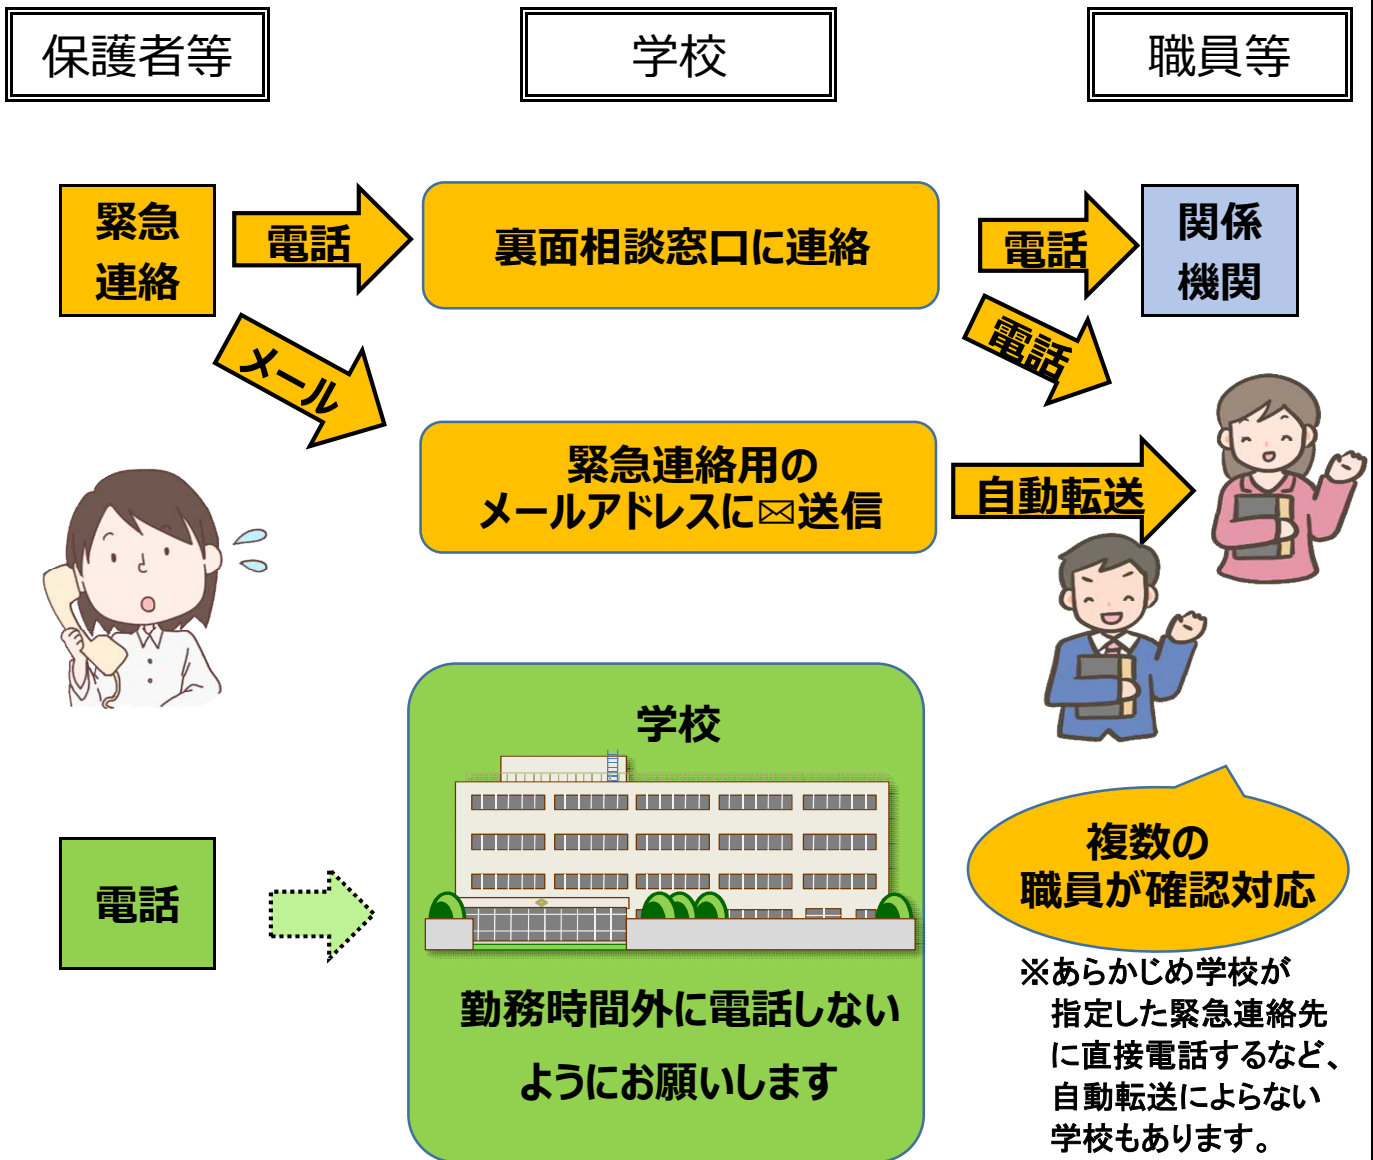 保護者等
学校
職員等
緊急
連絡
電話
裏面相談窓口に連絡
電話
関係
機関
電話
メール
緊急連絡用の
メールアドレスに✉送信
自動転送
学校
電話
勤務時間外に電話しない
ようにお願いします
複数の
職員が確認対応
※あらかじめ学校が
指定した緊急連絡先
に直接電話するなど、
自動転送によらない
学校もあります。